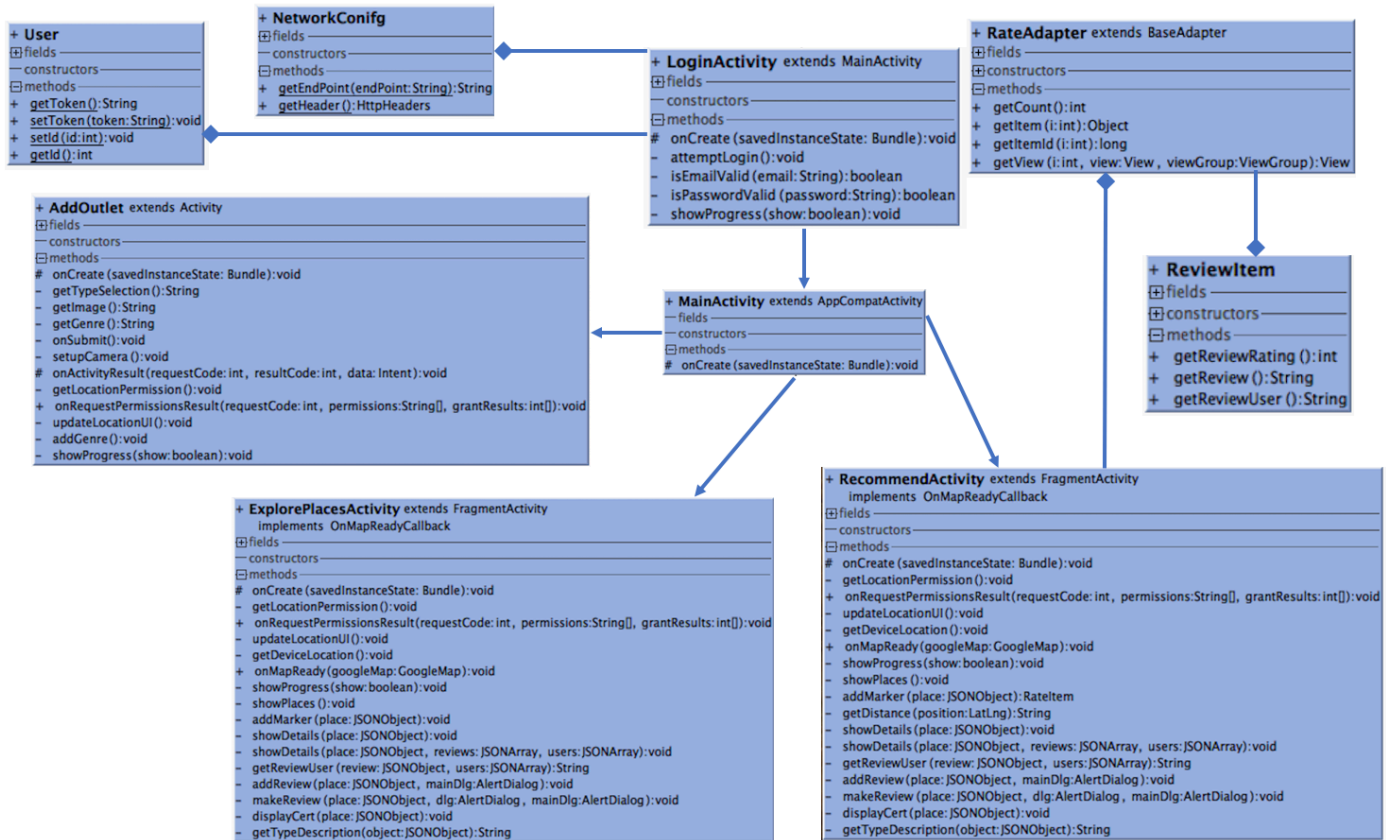 + User
fields
constructors
methods
+ getToken():String
+ setToken(token:String):void
+ setId(id:int):void
+ getId():int
+ NetworkConifg
fields
constructors
methods
+ getEndPoint(endPoint:String):String
+ getHeader():HttpHeaders
+ LoginActivity extends MainActivity
fields
constructors
methods
# onCreate(savedInstanceState: Bundle):void
- attemptLogin():void
- isEmailValid(email:String):boolean
- isPasswordValid(password:String):boolean
- showProgress(show:boolean):void
+ RateAdapter extends BaseAdapter
fields
constructors
methods
+ getCount():int
+ getItem(i:int):Object
+ getItemId(i:int):long
+ getView(i:int, view:View, viewGroup:ViewGroup):View
+ AddOutlet extends Activity
fields
constructors
methods
# onCreate(savedInstanceState: Bundle):void
- getTypeSelection():String
- getImage():String
- getGenre():String
- onSubmit():void
- setupCamera():void
# onActivityResult(requestCode:int, resultCode:int, data:Intent):void
- getLocationPermission():void
+ onRequestPermissionsResult(requestCode:int, permissions:String[], grantResults:int[]):void
- updateLocationUI():void
- addGenre():void
- showProgress(show:boolean):void
+ MainActivity extends AppCompatActivity
fields
constructors
methods
# onCreate(savedInstanceState: Bundle):void
+ ReviewItem
fields
constructors
methods
+ getReviewRating():int
+ getReview():String
+ getReviewUser():String
+ ExplorePlacesActivity extends FragmentActivity
implements OnMapReadyCallback
fields
constructors
methods
# onCreate(savedInstanceState: Bundle):void
- getLocationPermission():void
+ onRequestPermissionsResult(requestCode:int, permissions:String[], grantResults:int[]):void
- updateLocationUI():void
- getDeviceLocation():void
+ onMapReady(googleMap:GoogleMap):void
- showProgress(show:boolean):void
- showPlaces():void
- addMarker(place:JSONObject):void
- showDetails(place:JSONObject):void
- showDetails(place:JSONObject, reviews:JSONArray, users:JSONArray):void
- getReviewUser(review:JSONObject, users:JSONArray):String
- addReview(place:JSONObject, mainDlg:AlertDialog):void
- makeReview(place:JSONObject, dlg:AlertDialog, mainDlg:AlertDialog):void
- displayCert(place:JSONObject):void
- getTypeDescription(object:JSONObject):String
+ RecommendActivity extends FragmentActivity
implements OnMapReadyCallback
fields
constructors
methods
# onCreate(savedInstanceState: Bundle):void
- getLocationPermission():void
+ onRequestPermissionsResult(requestCode:int, permissions:String[], grantResults:int[]):void
- updateLocationUI():void
- getDeviceLocation():void
+ onMapReady(googleMap:GoogleMap):void
- showProgress(show:boolean):void
- showPlaces():void
- addMarker(place:JSONObject):RateItem
- getDistance(position:LatLng):String
- showDetails(place:JSONObject):void
- showDetails(place:JSONObject, reviews:JSONArray, users:JSONArray):void
- getReviewUser(review:JSONObject, users:JSONArray):String
- addReview(place:JSONObject, mainDlg:AlertDialog):void
- makeReview(place:JSONObject, dlg:AlertDialog, mainDlg:AlertDialog):void
- displayCert(place:JSONObject):void
- getTypeDescription(object:JSONObject):String